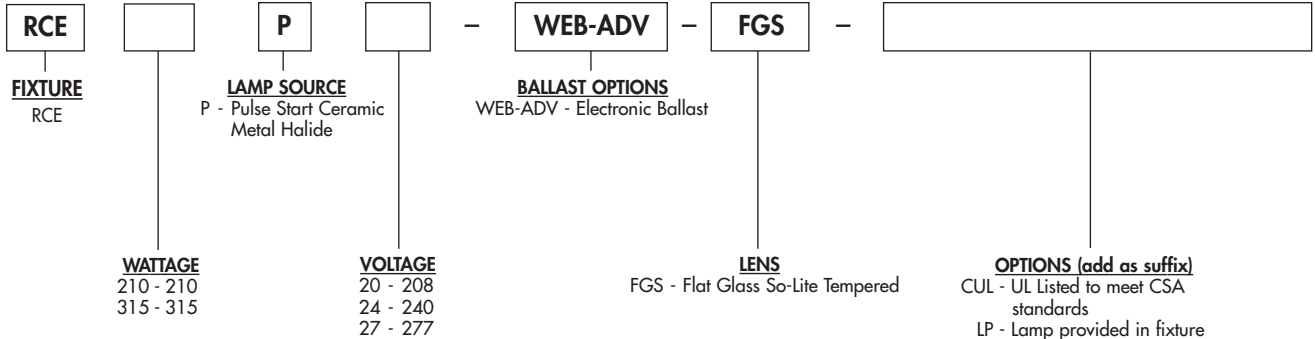 RCE P – WEB-ADV – FGS –
FIXTURE
RCE
LAMP SOURCE
P - Pulse Start Ceramic
Metal Halide
BALLAST OPTIONS
WEB-ADV - Electronic Ballast
WATTAGE
210 - 210
315 - 315
VOLTAGE
20 - 208
24 - 240
27 - 277
LENS
FGS - Flat Glass So-Lite Tempered
OPTIONS (add as suffix)
CUL - UL Listed to meet CSA
standards
LP - Lamp provided in fixture